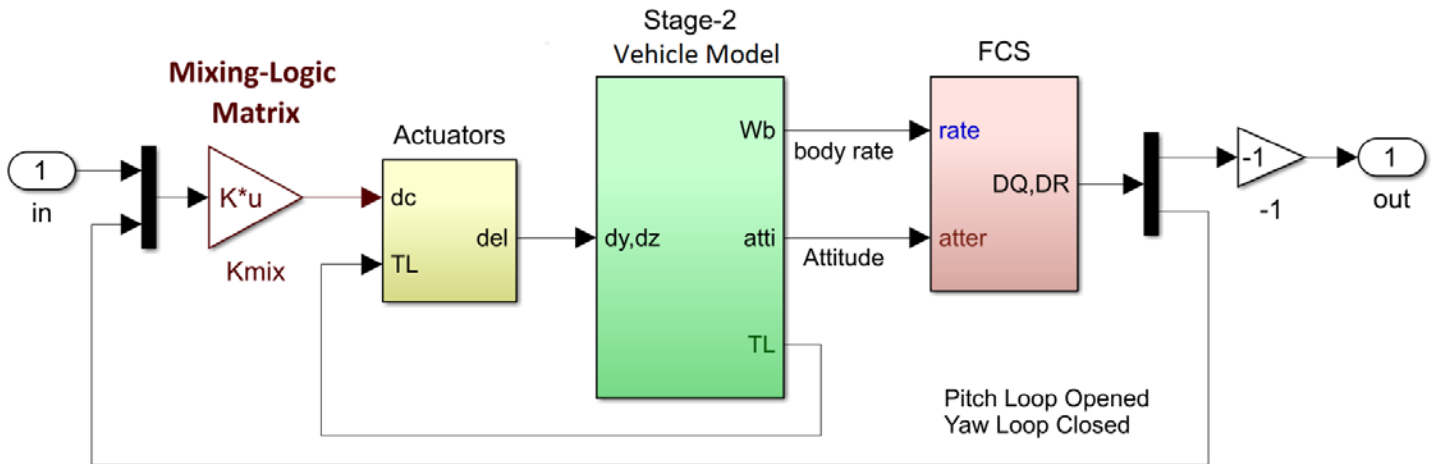 Stage-2
Vehicle Model
FCS
Mixing-Logic
Matrix
Actuators
1
in
K*u
Kmix
dc
TL
del
dy,dz
Wb
atti
TL
body rate
Attitude
rate
atter
DQ,DR
-1
-1
1
out
Pitch Loop Opened
Yaw Loop Closed